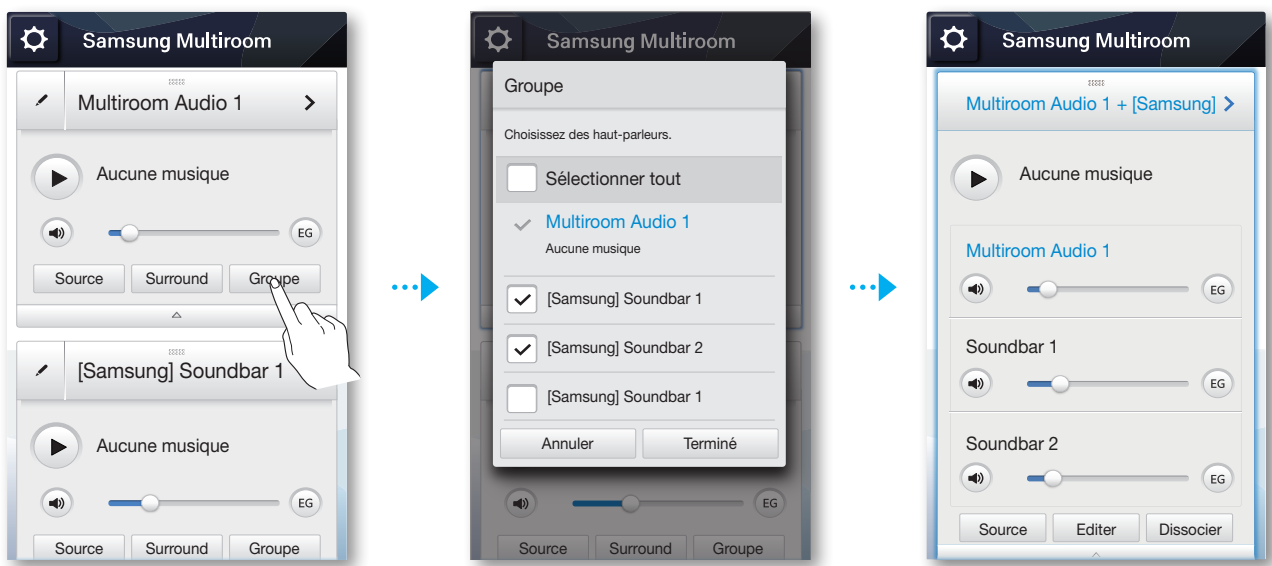 Samsung Multiroom
Multiroom Audio 1
Aucune musique
EG
Source Surround Groupe
[Samsung] Soundbar 1
Aucune musique
EG
Source Surround Groupe
Samsung Multiroom
Groupe
Choisissez des haut-parleurs.
Sélectionner tout
Multiroom Audio 1
Aucune musique
[Samsung] Soundbar 1
[Samsung] Soundbar 2
[Samsung] Soundbar 1
Annuler Terminé
EG
Source Surround Groupe
Samsung Multiroom
Multiroom Audio 1 + [Samsung]
Aucune musique
Multiroom Audio 1
EG
Soundbar 1
EG
Soundbar 2
EG
Source Editer Dissocier